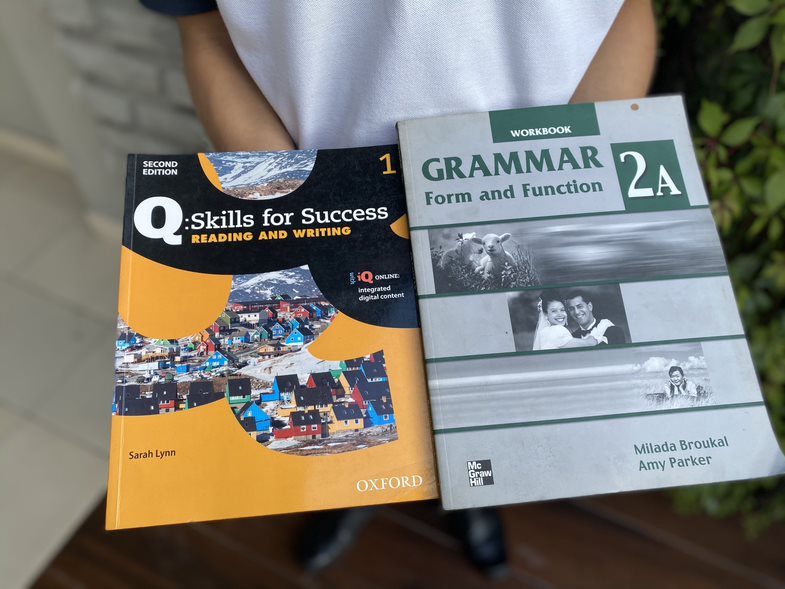 SECOND
EDITION
1
Q:Skills for Success
READING AND WRITING
with iQ ONLINE:
integrated
digital content
Sarah Lynn
OXFORD
WORKBOOK
GRAMMAR
Form and Function
2A
Milada Broukal
Amy Parker
Mc
Graw
Hill